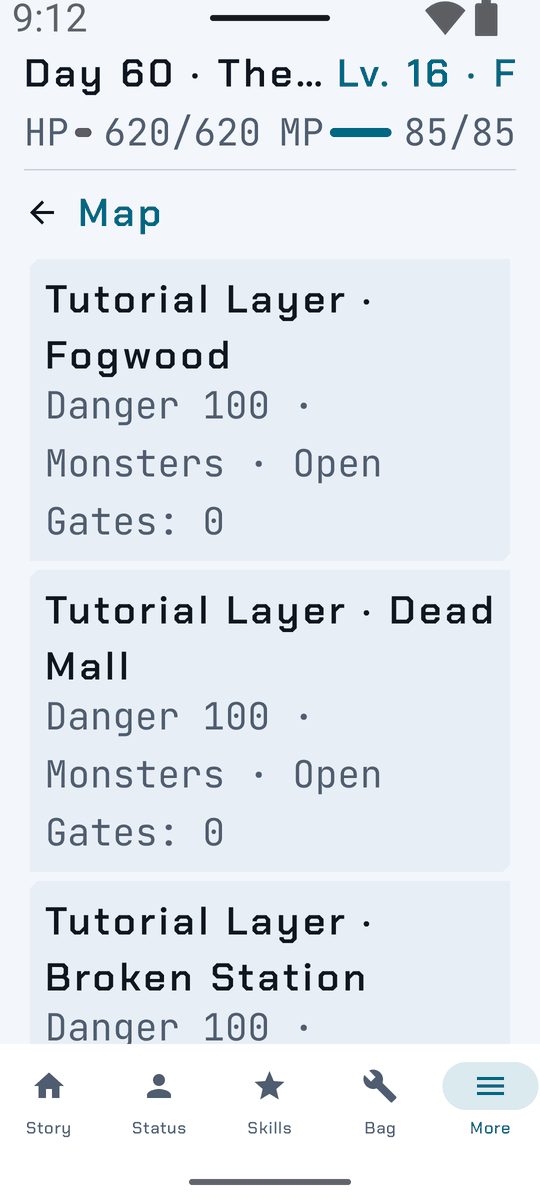 9:12
Day 60 · The… Lv. 16 · F
HP 620/620 MP 85/85
Map
Tutorial Layer ·
Fogwood
Danger 100 ·
Monsters · Open
Gates: 0
Tutorial Layer · Dead
Mall
Danger 100 ·
Monsters · Open
Gates: 0
Tutorial Layer ·
Broken Station
Danger 100 ·
Story Status Skills Bag More